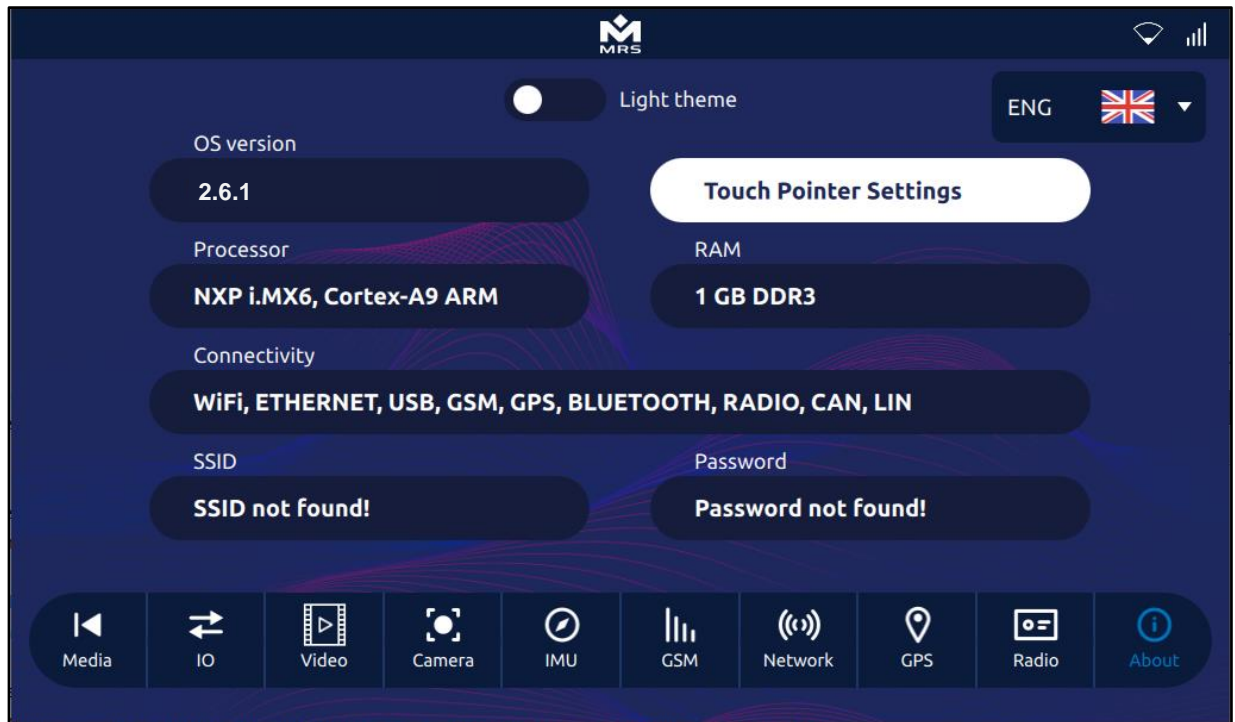 MRS
Light theme
ENG
OS version
2.6.1
Touch Pointer Settings
Processor
RAM
NXP i.MX6, Cortex-A9 ARM
1 GB DDR3
Connectivity
WiFi, ETHERNET, USB, GSM, GPS, BLUETOOTH, RADIO, CAN, LIN
SSID
Password
SSID not found!
Password not found!
Media
IO
Video
Camera
IMU
GSM
Network
GPS
Radio
About